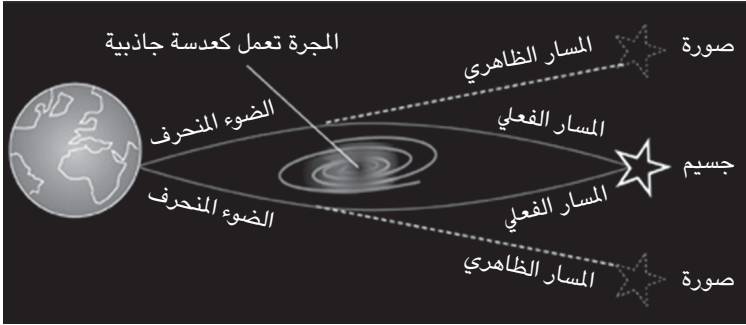 صورة
المسار الظاهري
المجرة تعمل كعدسة جاذبية
المسار الفعلي
الضوء المنحرف
جسيم
المسار الفعلي
الضوء المنحرف
المسار الظاهري
صورة